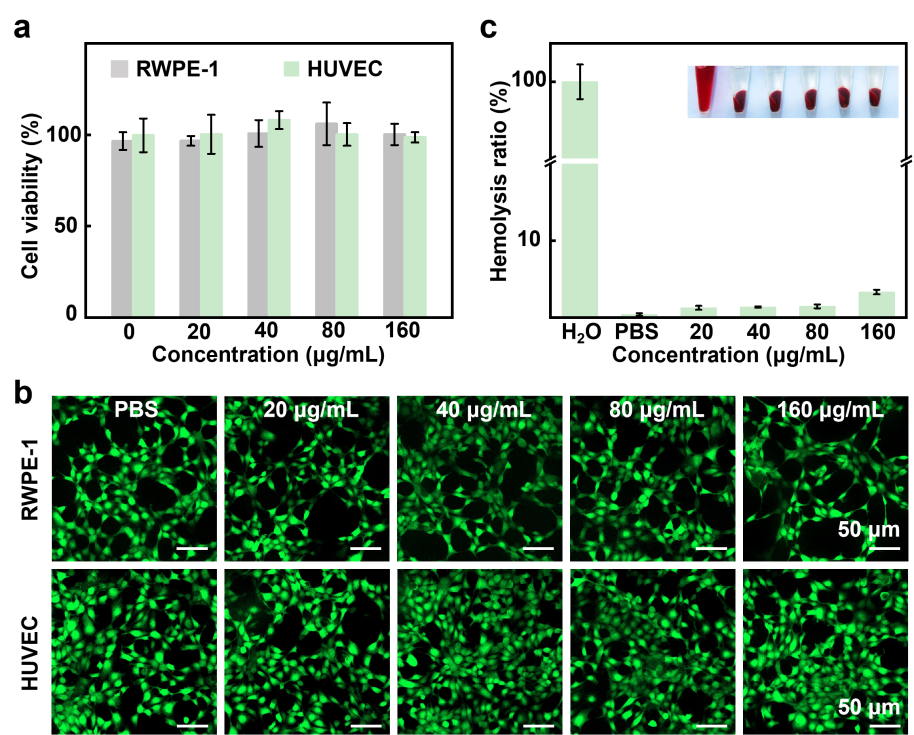 a
RWPE-1 HUVEC
Cell viability (%)
100
50
0
0 20 40 80 160
Concentration (µg/mL)
c
Hemolysis ratio (%)
100
10
H₂O PBS 20 40 80 160
Concentration (µg/mL)
b
PBS 20 µg/mL 40 µg/mL 80 µg/mL 160 µg/mL
RWPE-1
50 µm
HUVEC
50 µm